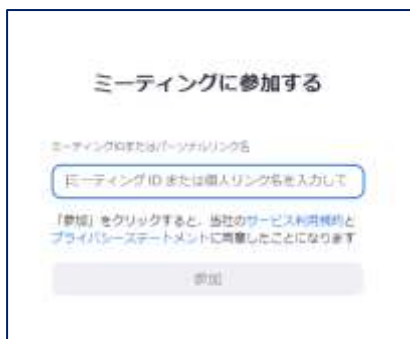 ミーティングに参加する
ミーティングIDまたはパーソナルリンク名
ミーティング ID または個人リンク名を入力して
「参加」をクリックすると、当社のサービス利用規約と
プライバシーステートメントに同意したことになります
参加